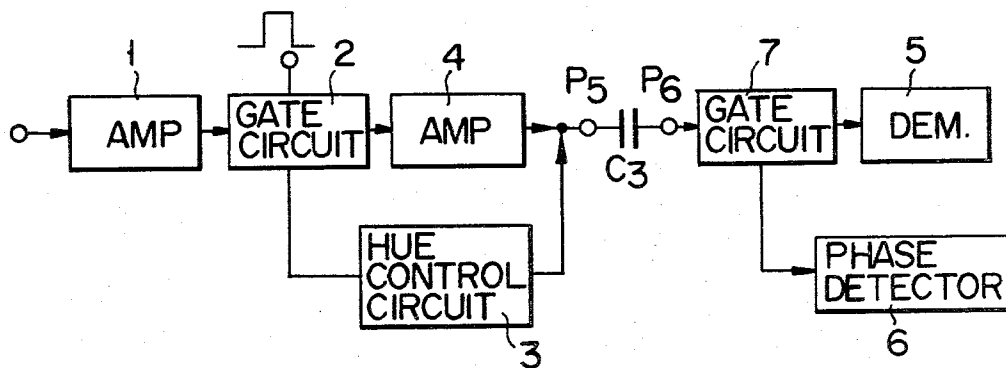 1
AMP
2
GATE
CIRCUIT
4
AMP
P5
P6
C3
7
GATE
CIRCUIT
5
DEM.
HUE
CONTROL
CIRCUIT
3
PHASE
DETECTOR
6